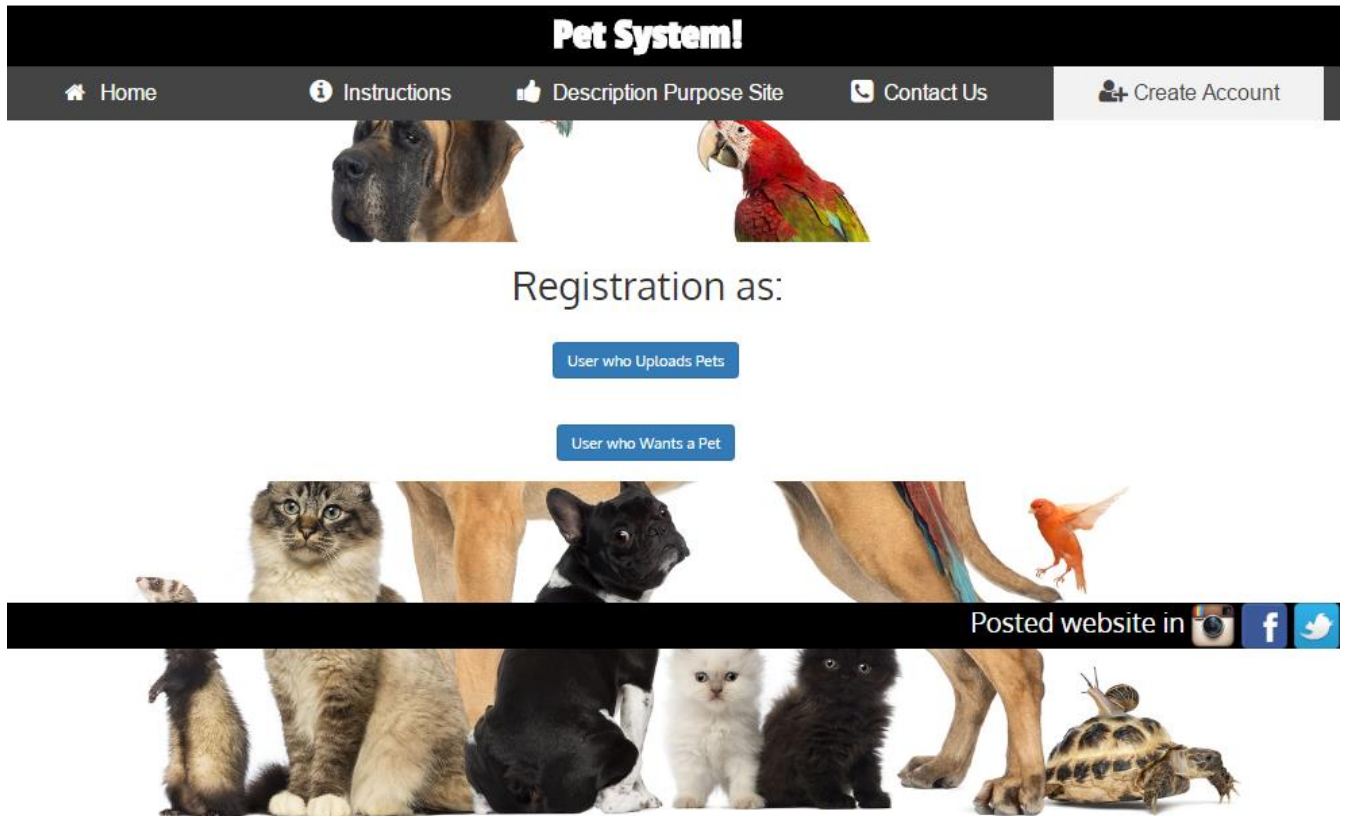 Pet System!
Home Instructions Description Purpose Site Contact Us Create Account
Registration as:
User who Uploads Pets
User who Wants a Pet
Posted website in